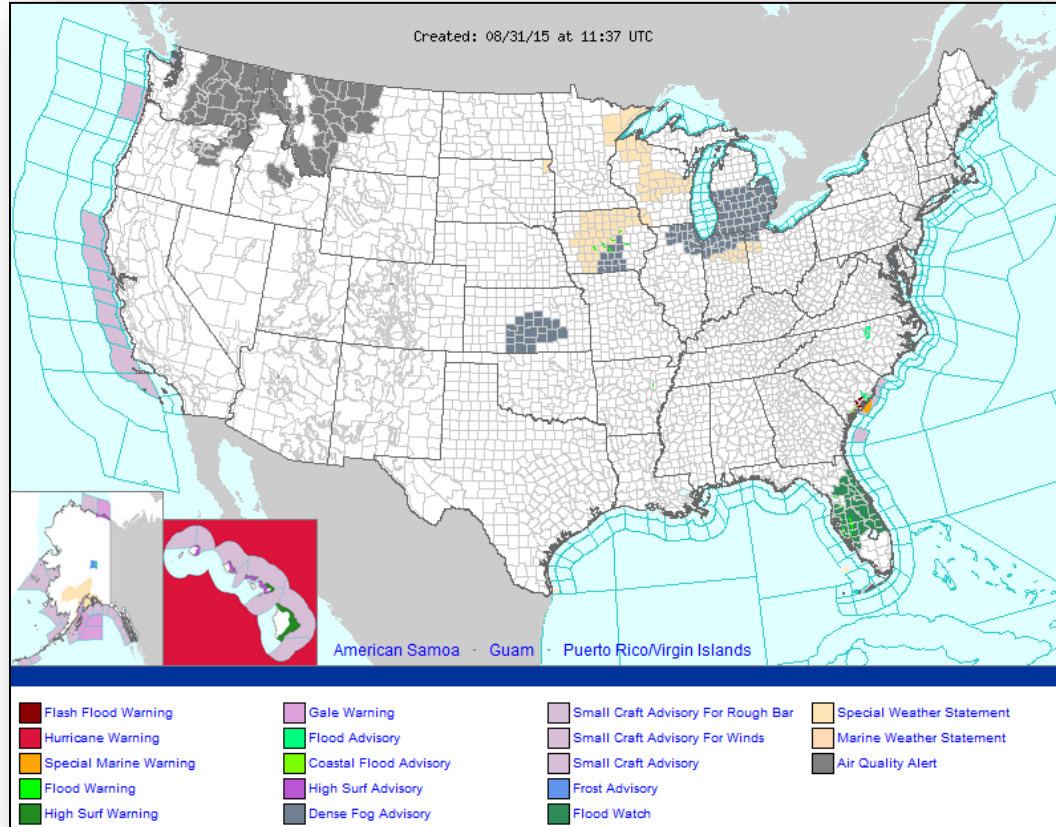 Created: 08/31/15 at 11:37 UTC
American Samoa · Guam · Puerto Rico/Virgin Islands
Flash Flood Warning
Hurricane Warning
Special Marine Warning
Flood Warning
High Surf Warning
Gale Warning
Flood Advisory
Coastal Flood Advisory
High Surf Advisory
Dense Fog Advisory
Small Craft Advisory For Rough Bar
Small Craft Advisory For Winds
Small Craft Advisory
Frost Advisory
Flood Watch
Special Weather Statement
Marine Weather Statement
Air Quality Alert